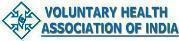 VOLUNTARY HEALTH
ASSOCIATION OF INDIA